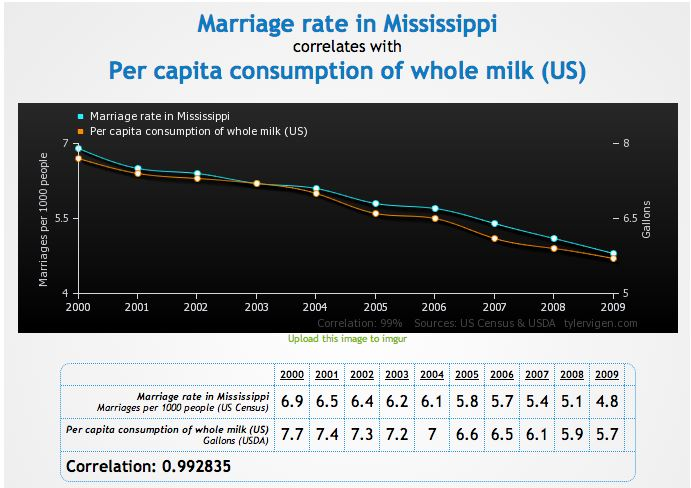 Marriage rate in Mississippi
correlates with
Per capita consumption of whole milk (US)
Marriage rate in Mississippi
Per capita consumption of whole milk (US)
7
8
Marriages per 1000 people
5.5
6.5
Gallons
4
5
2000 2001 2002 2003 2004 2005 2006 2007 2008 2009
Correlation: 99% Sources: US Census & USDA tylervigen.com
Upload this image to imgur
2000 2001 2002 2003 2004 2005 2006 2007 2008 2009
Marriage rate in Mississippi
Marriages per 1000 people (US Census)
6.9 6.5 6.4 6.2 6.1 5.8 5.7 5.4 5.1 4.8
Per capita consumption of whole milk (US)
Gallons (USDA)
7.7 7.4 7.3 7.2 7 6.6 6.5 6.1 5.9 5.7
Correlation: 0.992835